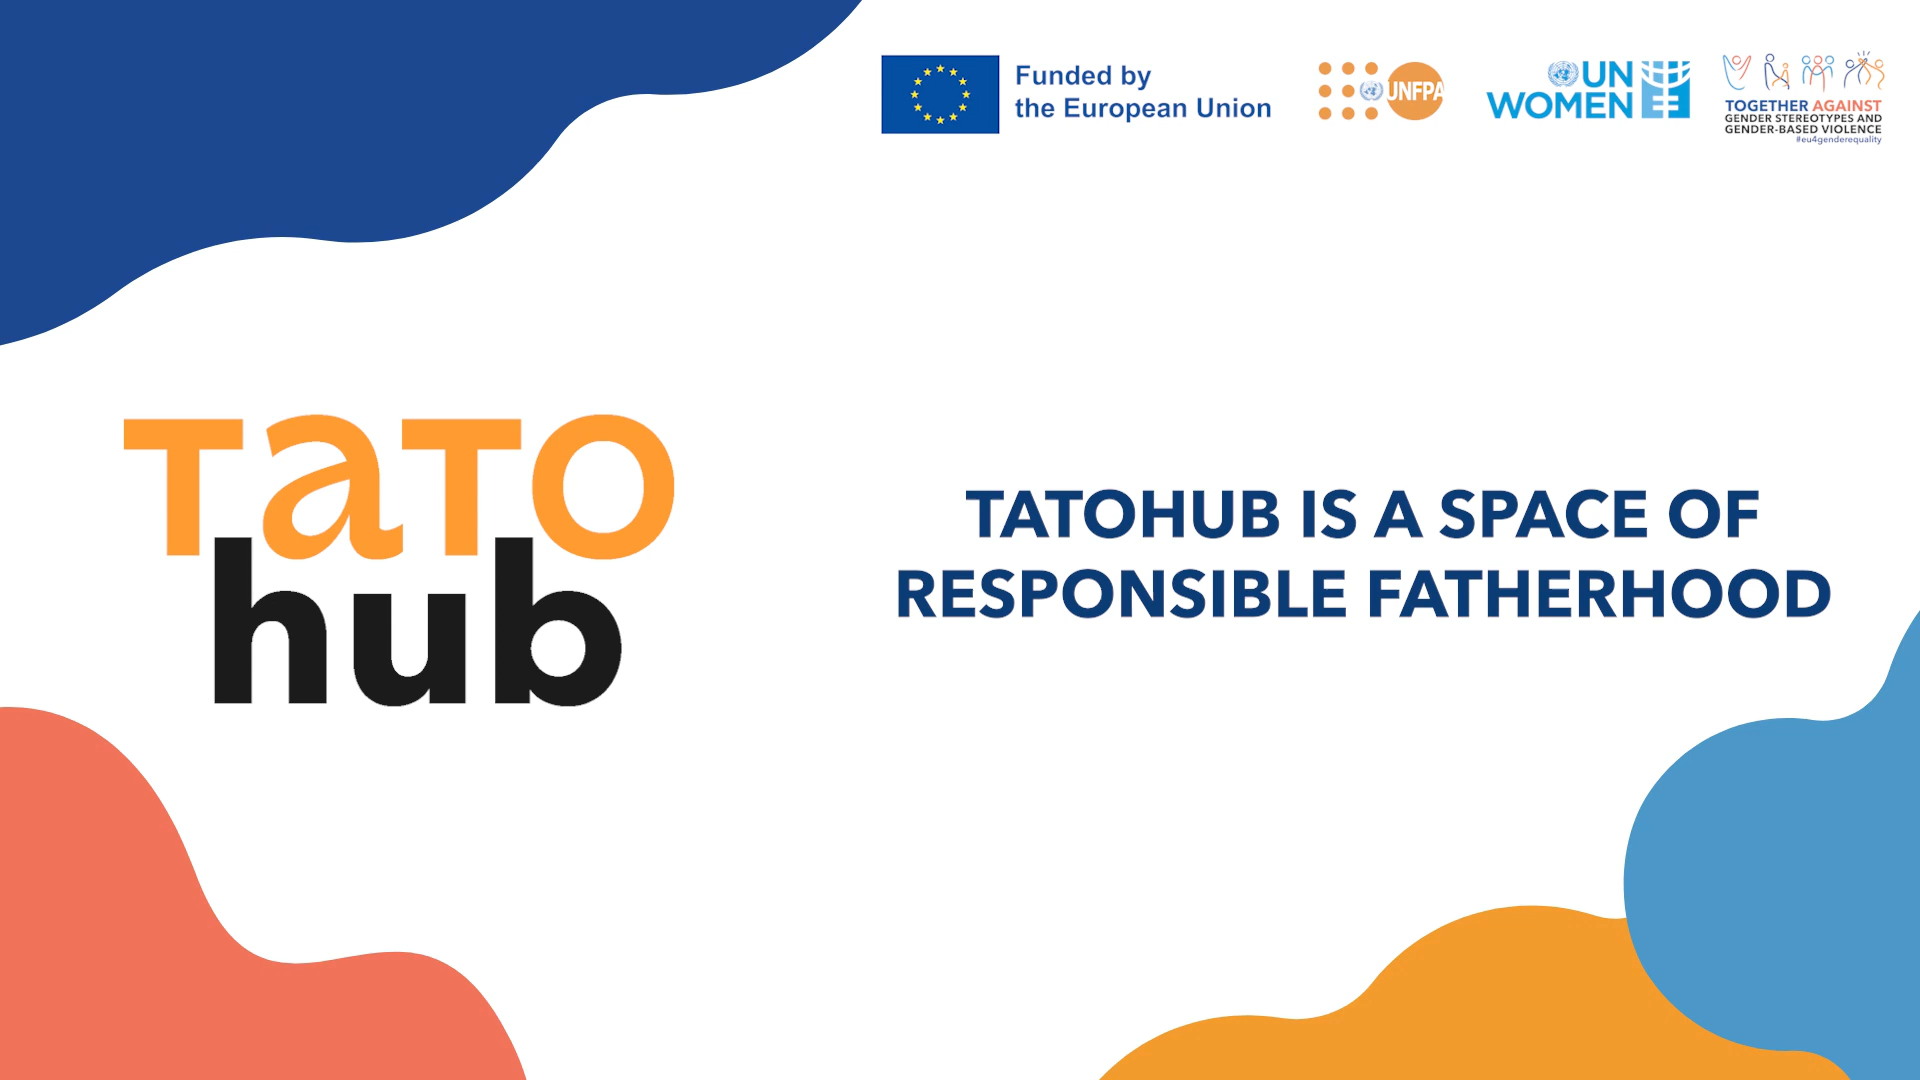 Funded by
the European Union
UNFPA
UN
WOMEN
TOGETHER AGAINST
GENDER STEREOTYPES AND
GENDER-BASED VIOLENCE
#eu4genderequality
тато
hub
TATOHUB IS A SPACE OF
RESPONSIBLE FATHERHOOD